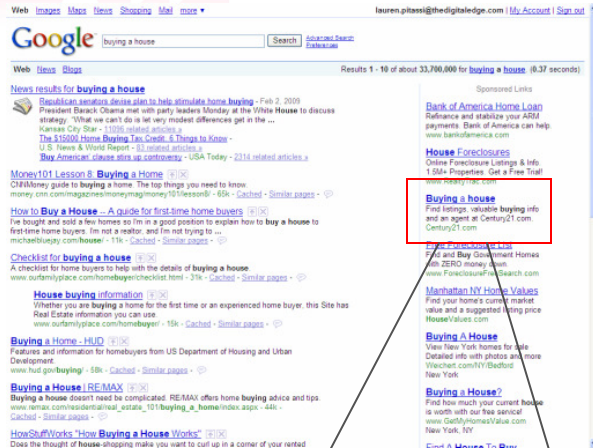 Web Images Maps News Shopping Mail more ▼
lauren.pitassi@thedigitaledge.com | My Account | Sign out
Google
buying a house
Search
Advanced Search
Preferences
Web News Blogs
Results 1 - 10 of about 33,700,000 for buying a house. (0.37 seconds)
News results for buying a house
Republican senators devise plan to help stimulate home buying - Feb 2, 2009
President Barack Obama met with party leaders Monday at the White House to discuss
strategy. "What we can't do is let very modest differences get in the ...
Kansas City Star - 11096 related articles »
The $15000 Home Buying Tax Credit: 6 Things to Know -
U.S. News & World Report - 83 related articles »
'Buy American' clause stirs up controversy - USA Today - 2314 related articles »
Money101 Lesson 8: Buying a Home
CNNMoney guide to buying a home. The top things you need to know.
money.cnn.com/magazines/moneymag/money101/lesson8/ - 65k - Cached - Similar pages -
How to Buy a House -- A guide for first-time home buyers
I've bought and sold a few homes so I'm in a good position to explain how to buy a house to
first-time home buyers. I'm not a realtor, and I'm not trying to ...
michaelbluejay.com/house/ - 11k - Cached - Similar pages -
Checklist for buying a house
A checklist for home buyers to help with the details of buying a house.
www.ourfamilyplace.com/homebuyer/checklist.html - 31k - Cached - Similar pages -
House buying information
Whether you are buying a home for the first time or an experienced home buyer, this Site has
Real Estate information you can use.
www.ourfamilyplace.com/homebuyer/ - 15k - Cached - Similar pages -
Buying a Home - HUD
Features and information for homebuyers from US Department of Housing and Urban
Development.
www.hud.gov/buying/ - 58k - Cached - Similar pages -
Buying a House | RE/MAX
Buying a house doesn't need be complicated. RE/MAX offers home buying advice and tips.
www.remax.com/residential/real_estate_101/buying_a_home/index.aspx - 44k -
Cached - Similar pages -
HowStuffWorks "How Buying a House Works"
Does the thought of house-shopping make you want to curl up in a corner of your rented
Sponsored Links
Bank of America Home Loan
Refinance and stabilize your ARM
payments. Bank of America can help.
www.bankofamerica.com
House Foreclosures
Online Foreclosure Listings & Info.
1.5M+ Properties. Get a Free Trial!
www.RealtyTrac.com
Buying a house
Find listings, valuable buying info
and an agent at Century21.com.
Century21.com
Free Foreclosure List
Find and Buy Government Homes
with ZERO money down.
www.ForeclosureFreeSearch.com
Manhattan NY Home Values
Find your home's current market
value and a suggested listing price
HouseValues.com
Buying A House
View New York homes for sale
Detailed info with photos and more
Weichert.com/NY/Bedford
New York
Buying a House?
Find how much your current house
is worth with our free service!
www.GetMyHomesValue.com
New York, NY
Find A House To Buy